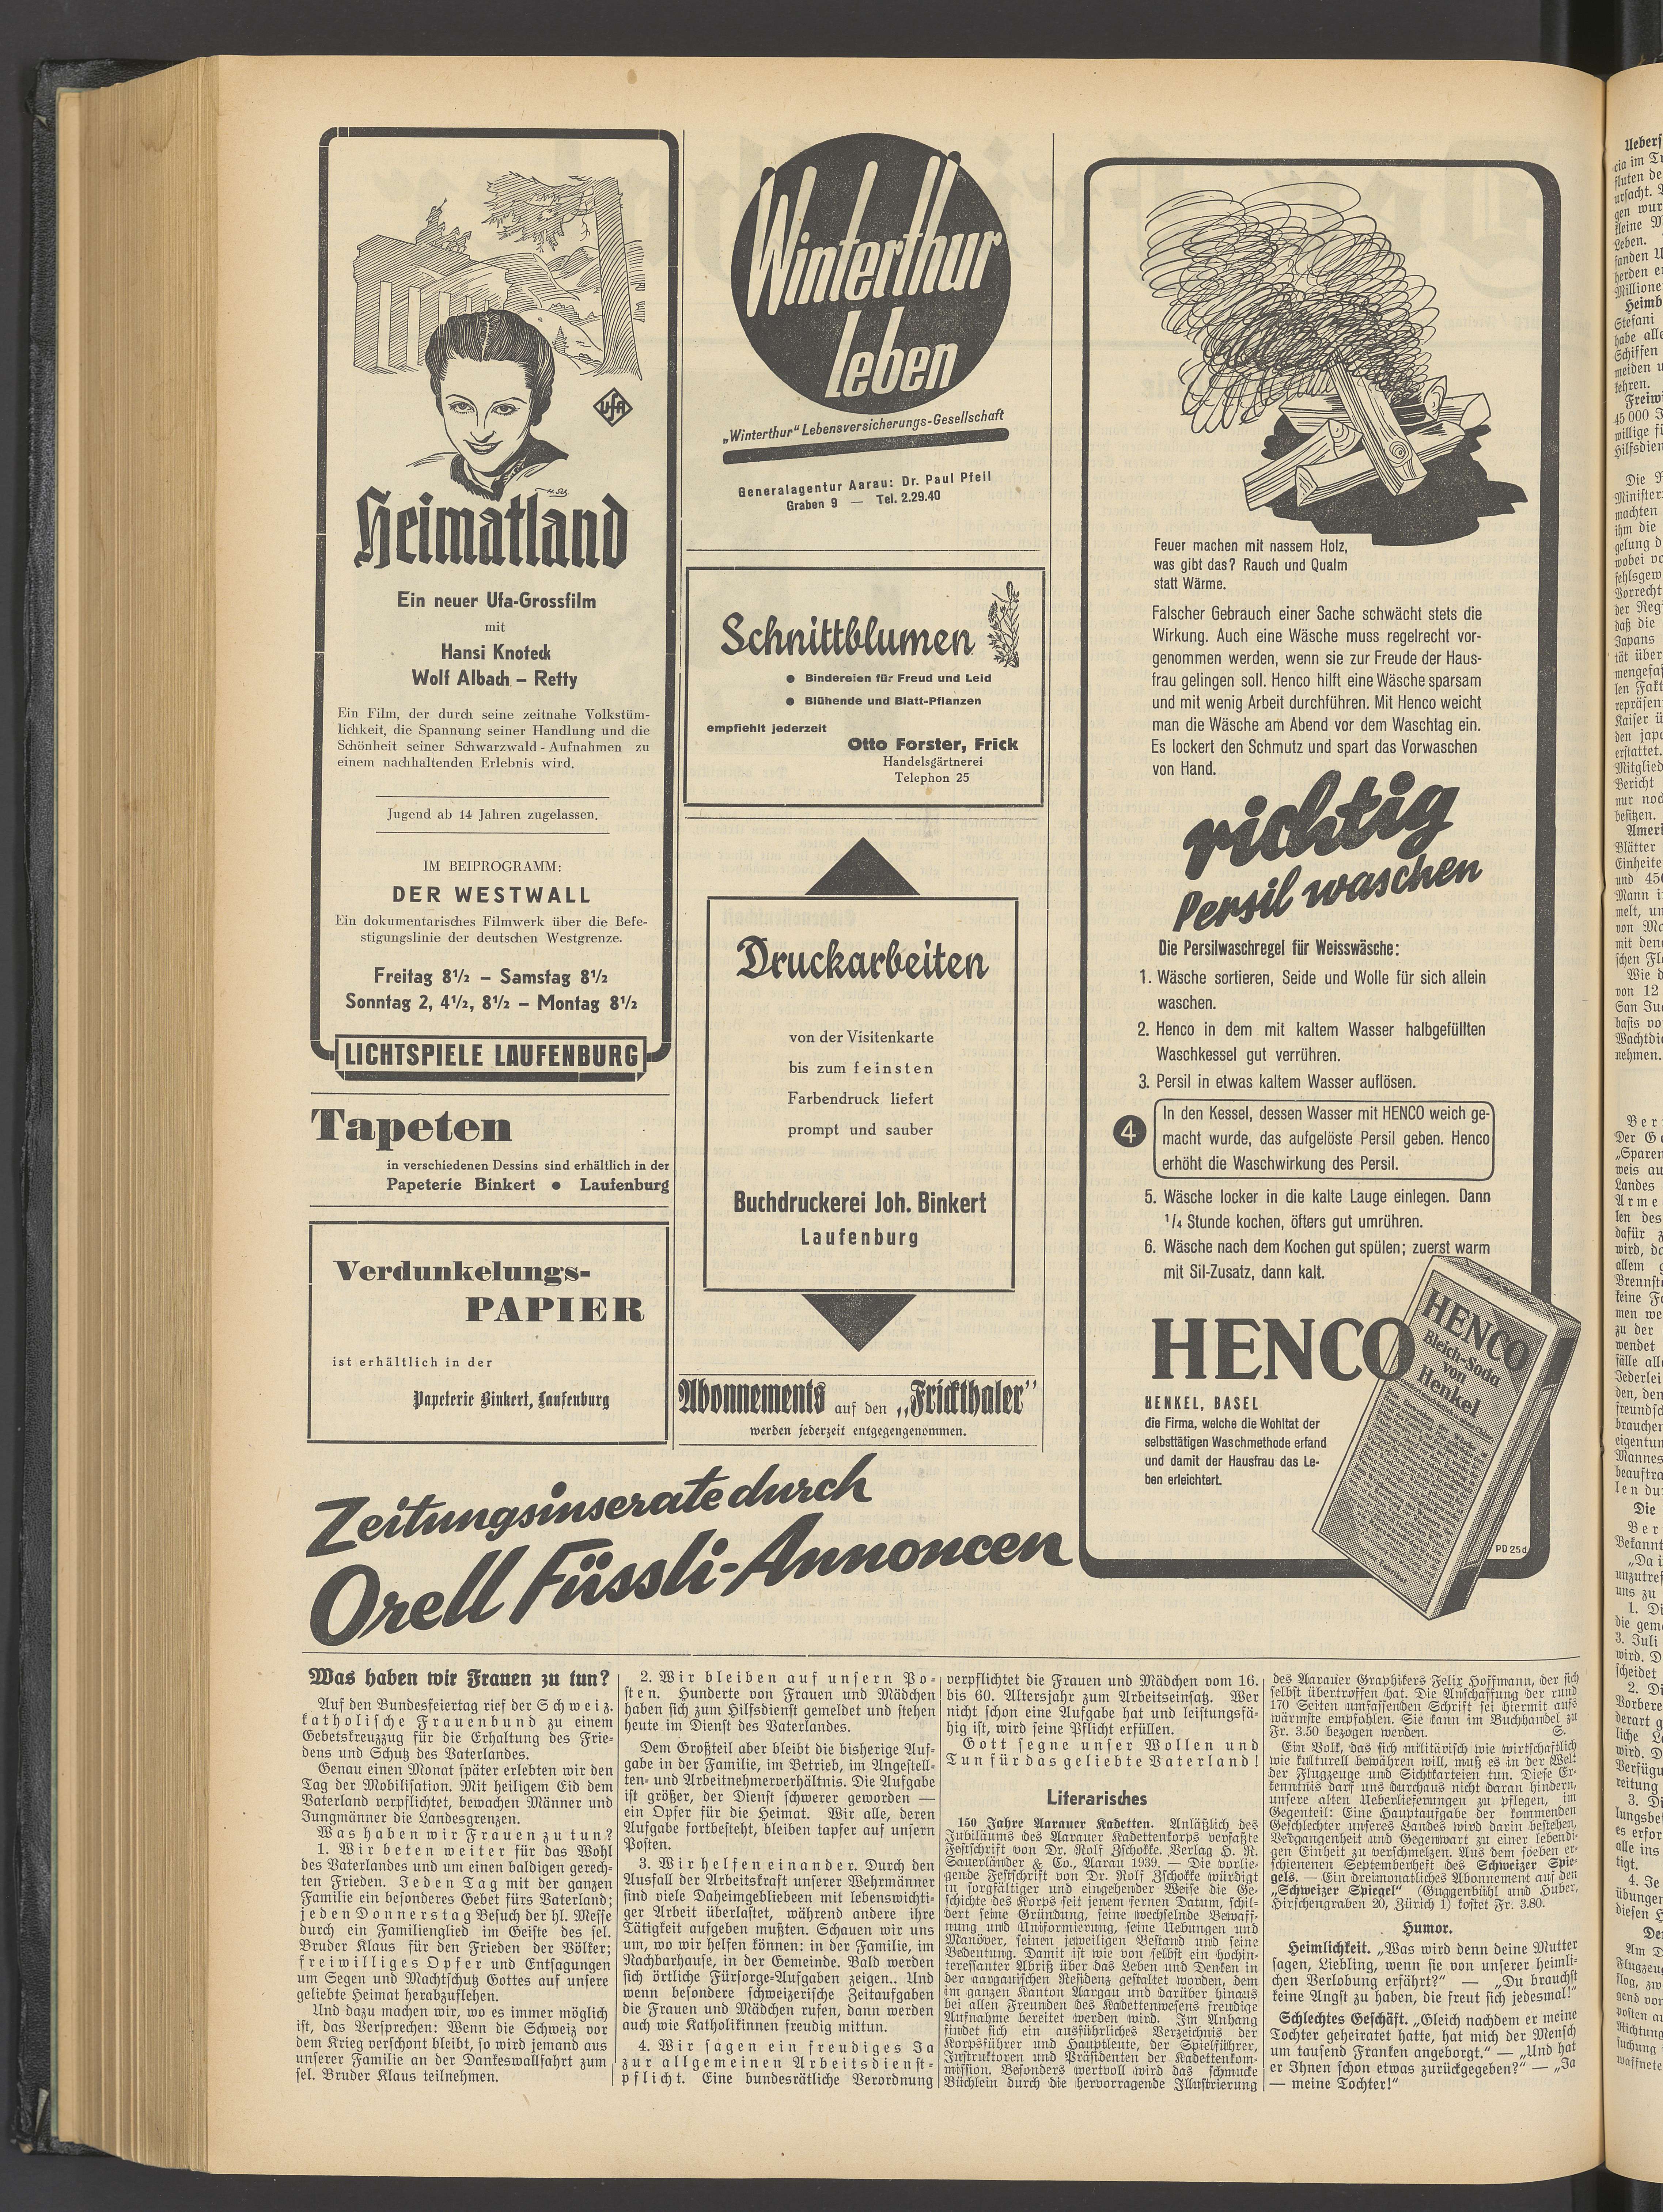 Ufa
Heimatland
Ein neuer Ufa-Grossfilm
mit
Hansi Knoteck
Wolf Albach – Retty
Ein Film, der durch seine zeitnahe Volkstüm-
lichkeit, die Spannung seiner Handlung und die
Schönheit seiner Schwarzwald-Aufnahmen zu
einem nachhaltenden Erlebnis wird.
Jugend ab 14 Jahren zugelassen.
IM BEIPROGRAMM:
DER WESTWALL
Ein dokumentarisches Filmwerk über die Befe-
stigungslinie der deutschen Westgrenze.
Freitag 8½ – Samstag 8½
Sonntag 2, 4½, 8½ – Montag 8½
LICHTSPIELE LAUFENBURG
Tapeten
in verschiedenen Dessins sind erhältlich in der
Papeterie Binkert • Laufenburg
Verdunkelungs-
PAPIER
ist erhältlich in der
Papeterie Binkert, Laufenburg
Winterthur
Leben
„Winterthur“ Lebensversicherungs-Gesellschaft
Generalagentur Aarau: Dr. Paul Pfeil
Graben 9 — Tel. 2.29.40
Schnittblumen
• Bindereien für Freud und Leid
• Blühende und Blatt-Pflanzen
empfiehlt jederzeit
Otto Forster, Frick
Handelsgärtnerei
Telephon 25
Druckarbeiten
von der Visitenkarte
bis zum feinsten
Farbendruck liefert
prompt und sauber
Buchdruckerei Joh. Binkert
Laufenburg
Abonnements auf den „Frickthaler“
werden jederzeit entgegengenommen.
Zeitungsinserate durch
Orell Füssli-Annoncen
Feuer machen mit nassem Holz,
was gibt das? Rauch und Qualm
statt Wärme.
Falscher Gebrauch einer Sache schwächt stets die
Wirkung. Auch eine Wäsche muss regelrecht vor-
genommen werden, wenn sie zur Freude der Haus-
frau gelingen soll. Henco hilft eine Wäsche sparsam
und mit wenig Arbeit durchführen. Mit Henco weicht
man die Wäsche am Abend vor dem Waschtag ein.
Es lockert den Schmutz und spart das Vorwaschen
von Hand.
richtig
Persil waschen
Die Persilwaschregel für Weisswäsche:
1. Wäsche sortieren, Seide und Wolle für sich allein
waschen.
2. Henco in dem mit kaltem Wasser halbgefüllten
Waschkessel gut verrühren.
3. Persil in etwas kaltem Wasser auflösen.
4 In den Kessel, dessen Wasser mit HENCO weich ge-
macht wurde, das aufgelöste Persil geben. Henco
erhöht die Waschwirkung des Persil.
5. Wäsche locker in die kalte Lauge einlegen. Dann
¼ Stunde kochen, öfters gut umrühren.
6. Wäsche nach dem Kochen gut spülen; zuerst warm
mit Sil-Zusatz, dann kalt.
HENCO
HENKEL, BASEL
die Firma, welche die Wohltat der
selbsttätigen Waschmethode erfand
und damit der Hausfrau das Le-
ben erleichtert.
HENCO
Bleich-Soda
von
Henkel
PD 25d
Was haben wir Frauen zu tun?
Auf den Bundesfeiertag rief der Schweiz.
katholische Frauenbund zu einem
Gebetskreuzzug für die Erhaltung des Frie-
dens und Schutz des Vaterlandes.
Genau einen Monat später erlebten wir den
Tag der Mobilisation. Mit heiligem Eid dem
Vaterland verpflichtet, bewachen Männer und
Jungmänner die Landesgrenzen.
Was haben wir Frauen zu tun?
1. Wir beten weiter für das Wohl
des Vaterlandes und um einen baldigen gerech-
ten Frieden. Jeden Tag mit der ganzen
Familie ein besonderes Gebet fürs Vaterland;
jeden Donnerstag Besuch der hl. Messe
durch ein Familienglied im Geiste des sel.
Bruder Klaus für den Frieden der Völker;
freiwilliges Opfer und Entsagungen
um Segen und Machtschutz Gottes auf unsere
geliebte Heimat herabzuflehen.
Und dazu machen wir, wo es immer möglich
ist, das Versprechen: Wenn die Schweiz vor
dem Krieg verschont bleibt, so wird jemand aus
unserer Familie an der Dankeswallfahrt zum
sel. Bruder Klaus teilnehmen.
2. Wir bleiben auf unsern Po-
sten. Hunderte von Frauen und Mädchen
haben sich zum Hilfsdienst gemeldet und stehen
heute im Dienst des Vaterlandes.
Dem Großteil aber bleibt die bisherige Auf-
gabe in der Familie, im Betrieb, im Angestell-
ten- und Arbeitnehmerverhältnis. Die Aufgabe
ist größer, der Dienst schwerer geworden —
ein Opfer für die Heimat. Wir alle, deren
Aufgabe fortbesteht, bleiben tapfer auf unsern
Posten.
3. Wir helfen einander. Durch den
Ausfall der Arbeitskraft unserer Wehrmänner
sind viele Daheimgebliebeen mit lebenswichti-
ger Arbeit überlastet, während andere ihre
Tätigkeit aufgeben mußten. Schauen wir uns
um, wo wir helfen können: in der Familie, im
Nachbarhause, in der Gemeinde. Bald werden
sich örtliche Fürsorge-Aufgaben zeigen.. Und
wenn besondere schweizerische Zeitaufgaben
die Frauen und Mädchen rufen, dann werden
auch wie Katholikinnen freudig mittun.
4. Wir sagen ein freudiges Ja
zur allgemeinen Arbeitsdienst-
pflicht. Eine bundesrätliche Verordnung
verpflichtet die Frauen und Mädchen vom 16.
bis 60. Altersjahr zum Arbeitseinsatz. Wer
nicht schon eine Aufgabe hat und leistungsfä-
hig ist, wird seine Pflicht erfüllen.
Gott segne unser Wollen und
Tun für das geliebte Vaterland!
Literarisches
150 Jahre Aarauer Kadetten. Anläßlich des
Jubiläums des Aarauer Kadettenkorps verfaßte
Festschrift von Dr. Rolf Zschokke. Verlag H. R.
Sauerländer & Co., Aarau 1939. — Die vorlie-
gende Festschrift von Dr. Rolf Zschokke würdigt
in sorgfältiger und eingehender Weise die Ge-
schichte des Korps seit jenem fernen Datum, schil-
dert seine Gründung, seine wechselnde Bewaff-
nung und Uniformierung, seine Uebungen und
Manöver, seinen jeweiligen Bestand und seine
Bedeutung. Damit ist wie von selbst ein hochin-
teressanter Abriß über das Leben und Denken in
der aargauischen Residenz gestaltet worden, dem
im ganzen Kanton Aargau und darüber hinaus
bei allen Freunden des Kadettenwesens freudige
Aufnahme bereitet werden wird. Im Anhang
findet sich ein ausführliches Verzeichnis der
Korpsführer und Hauptleute, der Spielführer,
Instruktoren und Präsidenten der Kadettenkom-
mission. Besonders wertvoll wird das schmucke
Büchlein durch die hervorragende Illustrierung
des Aarauer Graphikers Felix Hoffmann, der sich
selbst übertroffen hat. Die Anschaffung der rund
170 Seiten umfassenden Schrift sei hiermit aufs
wärmste empfohlen. Sie kann im Buchhandel zu
Fr. 3.50 bezogen werden. S.
Ein Volk, das sich militärisch wie wirtschaftlich
wie kulturell bewähren will, muß es in der Welt
der Flugzeuge und Sichtkarteien tun. Diese Er-
kenntnis darf uns durchaus nicht daran hindern,
unsere alten Ueberlieferungen zu pflegen, im
Gegenteil: Eine Hauptaufgabe der kommenden
Geschlechter unseres Landes wird darin bestehen,
Vergangenheit und Gegenwart zu einer lebendi-
gen Einheit zu verschmelzen. Aus dem soeben er-
schienenen Septemberheft des Schweizer Spie-
gels. — Ein dreimonatliches Abonnement auf den
„Schweizer Spiegel“ (Guggenbühl und Huber,
Hirschengraben 20, Zürich 1) kostet Fr. 3.80.
Humor.
Heimlichkeit. „Was wird denn deine Mutter
sagen, Liebling, wenn sie von unserer heimli-
chen Verlobung erfährt?“ — „Du brauchst
keine Angst zu haben, die freut sich jedesmal!“
Schlechtes Geschäft. „Gleich nachdem er meine
Tochter geheiratet hatte, hat mich der Mensch
um tausend Franken angeborgt.“ — „Und hat
er Ihnen schon etwas zurückgegeben?“ — „Ja
— meine Tochter!“